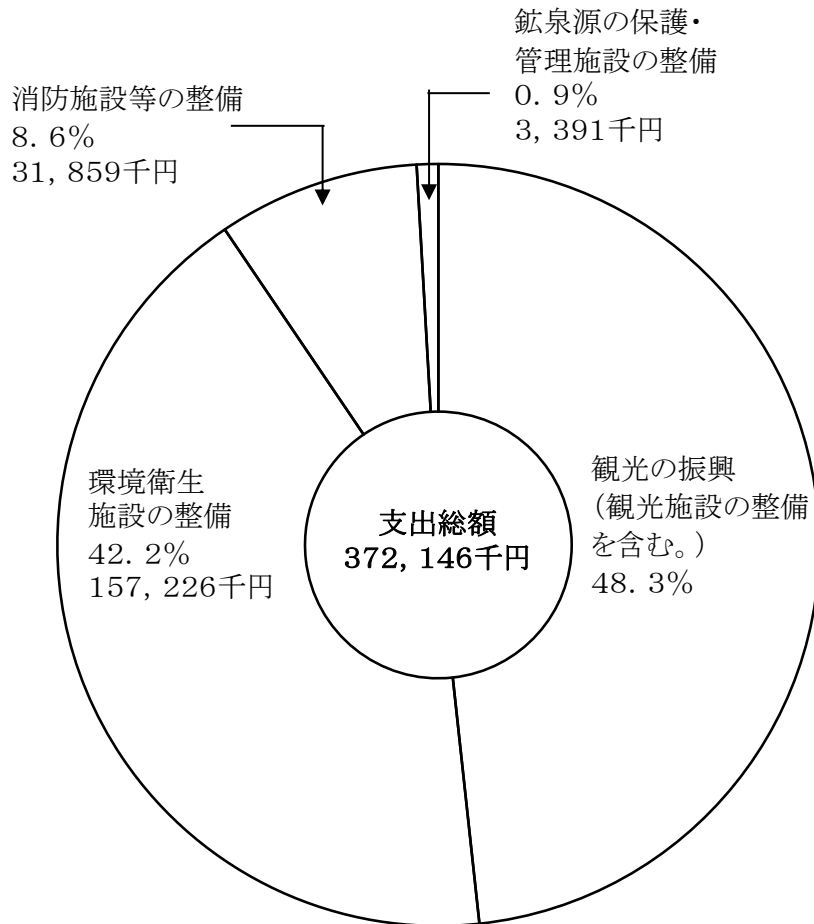 鉱泉源の保護・
管理施設の整備
0.9%
3,391千円
消防施設等の整備
8.6%
31,859千円
環境衛生
施設の整備
42.2%
157,226千円
支出総額
372,146千円
観光の振興
(観光施設の整備
を含む。)
48.3%